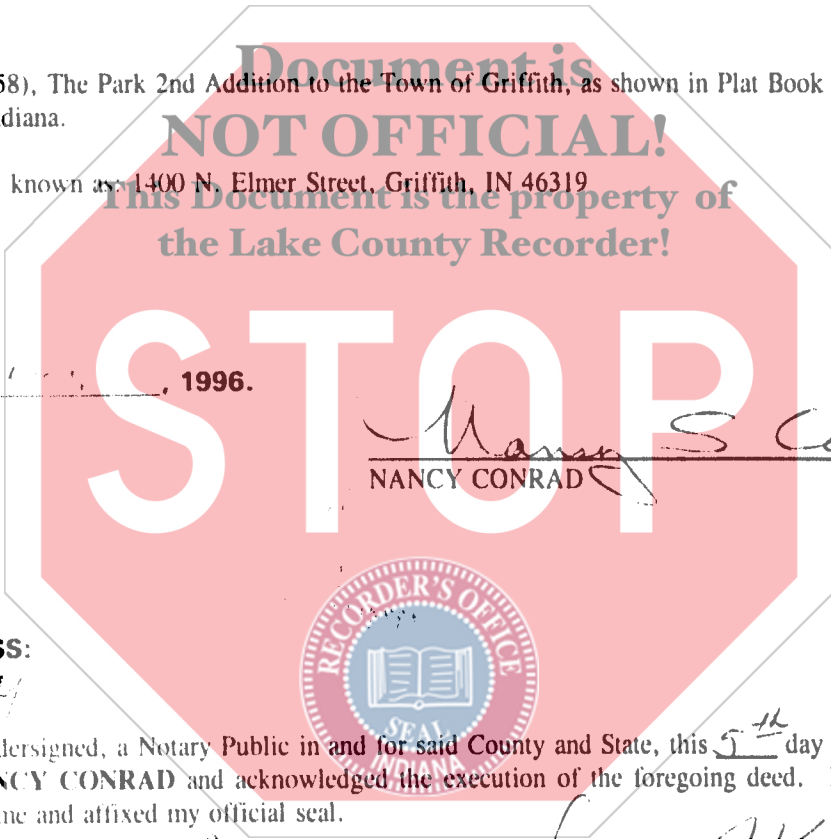 Document is
58), The Park 2nd Addition to the Town of Griffith, as shown in Plat Book
diana.
NOT OFFICIAL!
known as: 1400 N. Elmer Street, Griffith, IN 46319
This Document is the property of
the Lake County Recorder!
STOP
, 1996.
Nancy S Co
NANCY CONRAD
RECORDER'S OFFICE
SEAL
INDIANA
SS:
dersigned, a Notary Public in and for said County and State, this 5th day
NCY CONRAD and acknowledged the execution of the foregoing deed.
me and affixed my official seal.